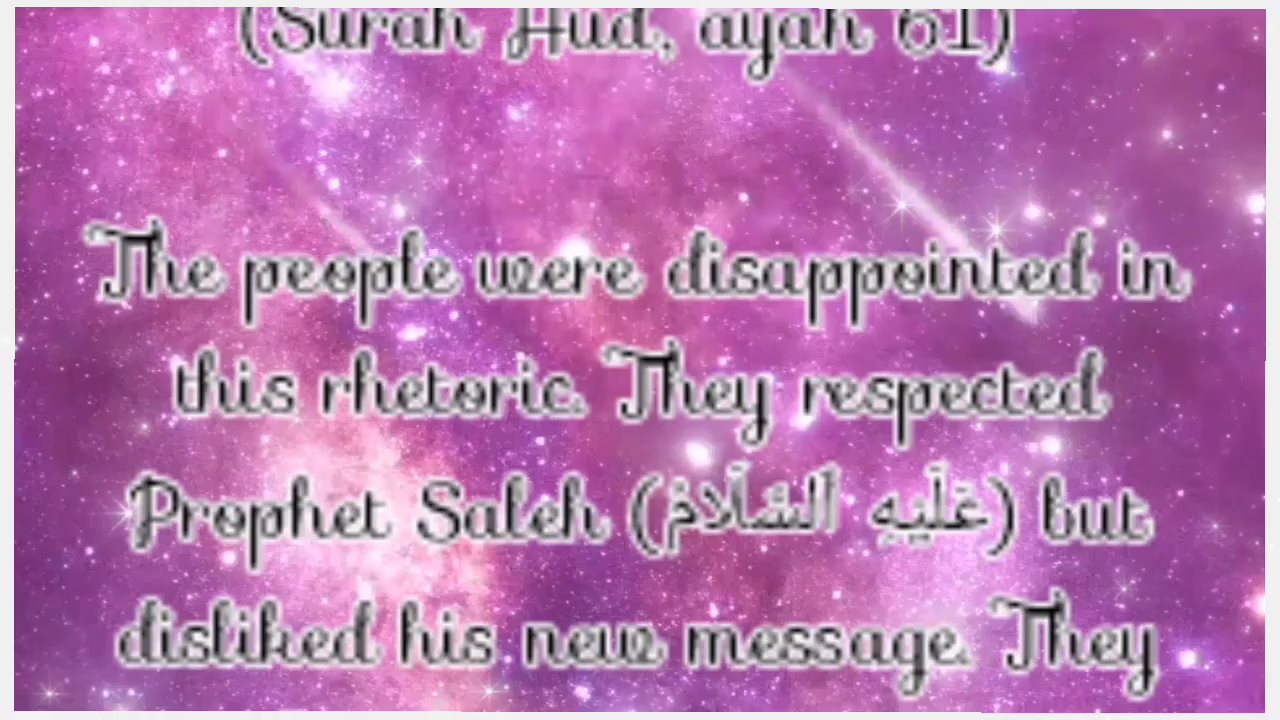 (Surah Hud, ayah 61)
The people were disappointed in
this rhetoric. They respected
Prophet Saleh (عَلَيْهِ ٱلسَّلَامُ) but
disliked his new message. They